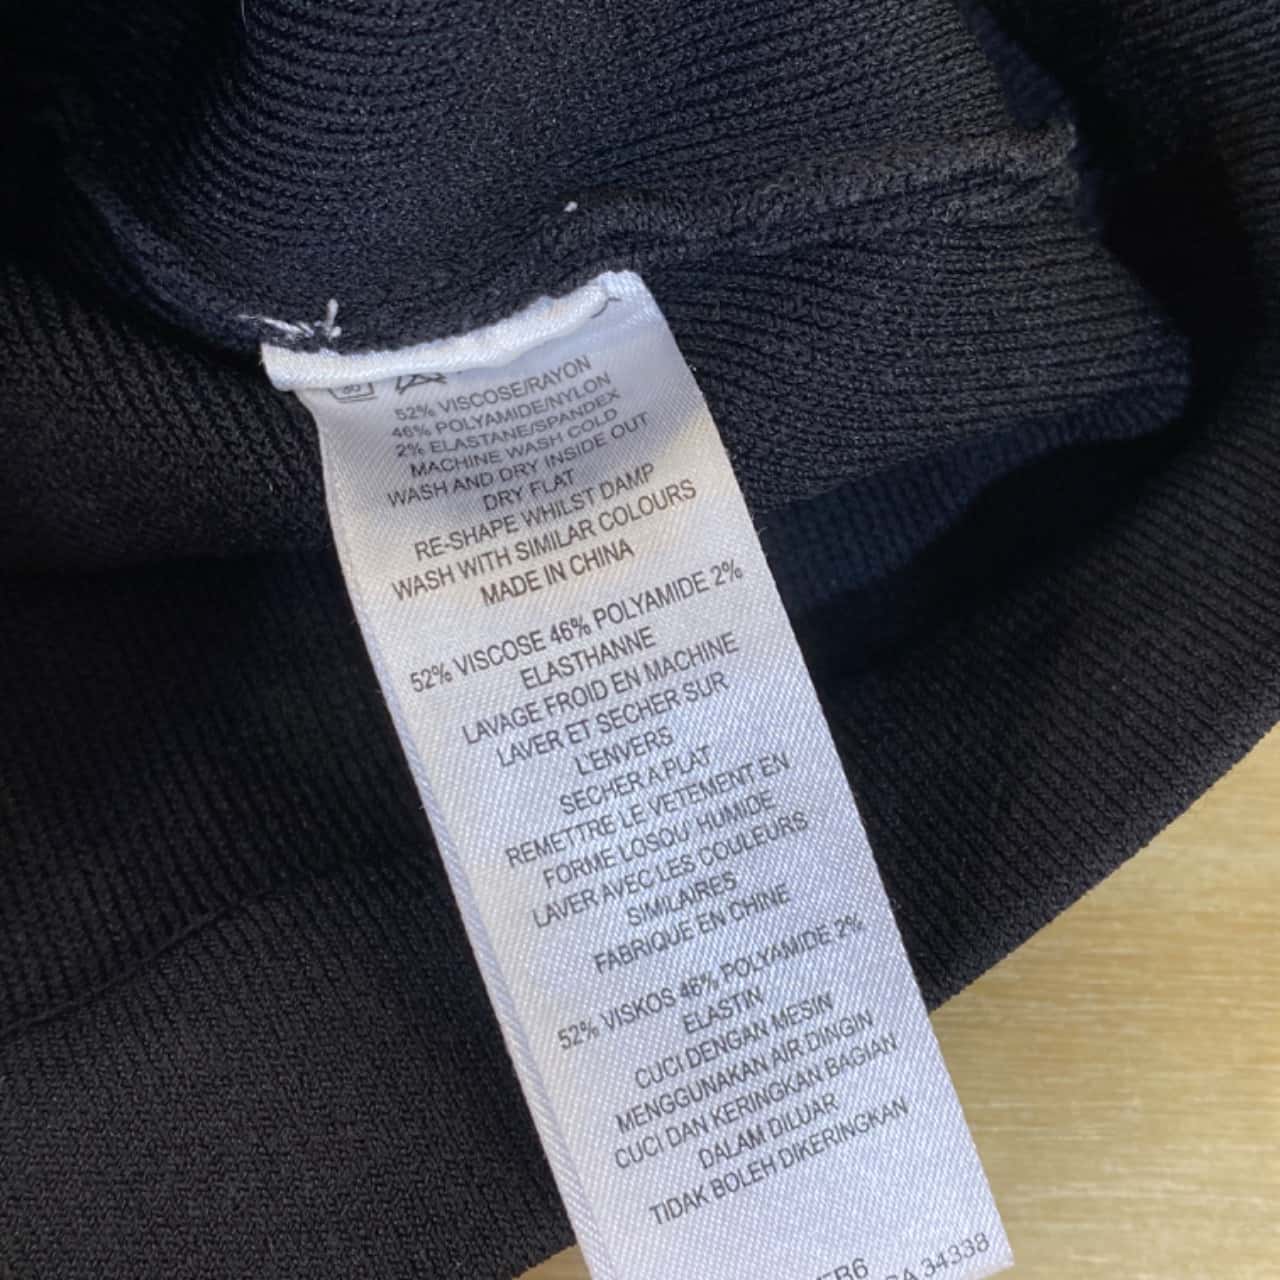 52% VISCOSE/RAYON
46% POLYAMIDE/NYLON
2% ELASTANE/SPANDEX
MACHINE WASH COLD
WASH AND DRY INSIDE OUT
DRY FLAT
RE-SHAPE WHILST DAMP
WASH WITH SIMILAR COLOURS
MADE IN CHINA
52% VISCOSE 46% POLYAMIDE 2%
ELASTHANNE
LAVAGE FROID EN MACHINE
LAVER ET SECHER SUR
L'ENVERS
SECHER A PLAT
REMETTRE LE VETEMENT EN
FORME LOSQU' HUMIDE
LAVER AVEC LES COULEURS
SIMILAIRES
FABRIQUE EN CHINE
52% VISKOS 46% POLYAMIDE 2%
ELASTIN
CUCI DENGAN MESIN
MENGGUNAKAN AIR DINGIN
CUCI DAN KERINGKAN BAGIAN
DALAM DILUAR
TIDAK BOLEH DIKERINGKAN
34338